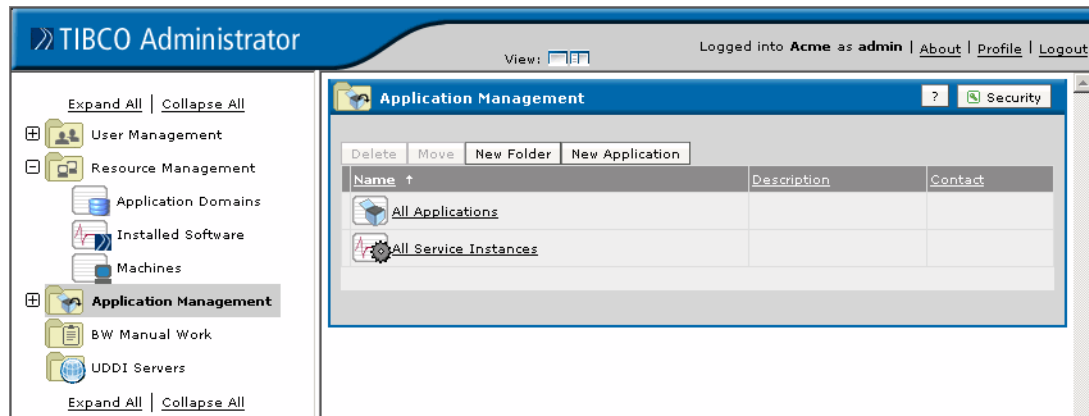 TIBCO Administrator
View:
Logged into Acme as admin | About | Profile | Logout
Expand All | Collapse All
User Management
Resource Management
Application Domains
Installed Software
Machines
Application Management
BW Manual Work
UDDI Servers
Expand All | Collapse All
Application Management
? Security
Delete Move New Folder New Application
Name Description Contact
All Applications
All Service Instances